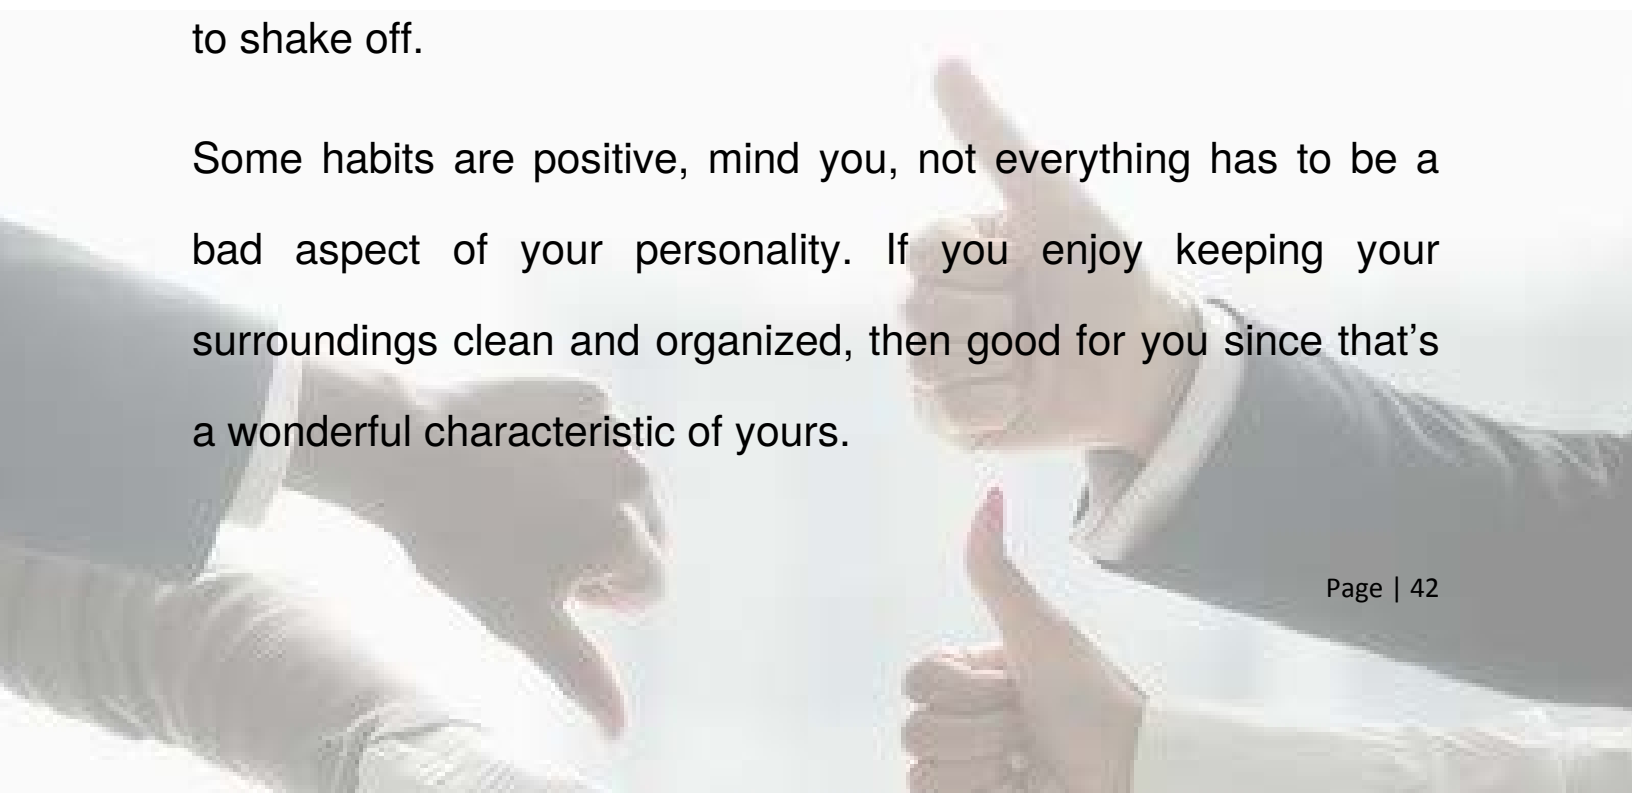 to shake off.
Some habits are positive, mind you, not everything has to be a
bad aspect of your personality. If you enjoy keeping your
surroundings clean and organized, then good for you since that’s
a wonderful characteristic of yours.
Page | 42